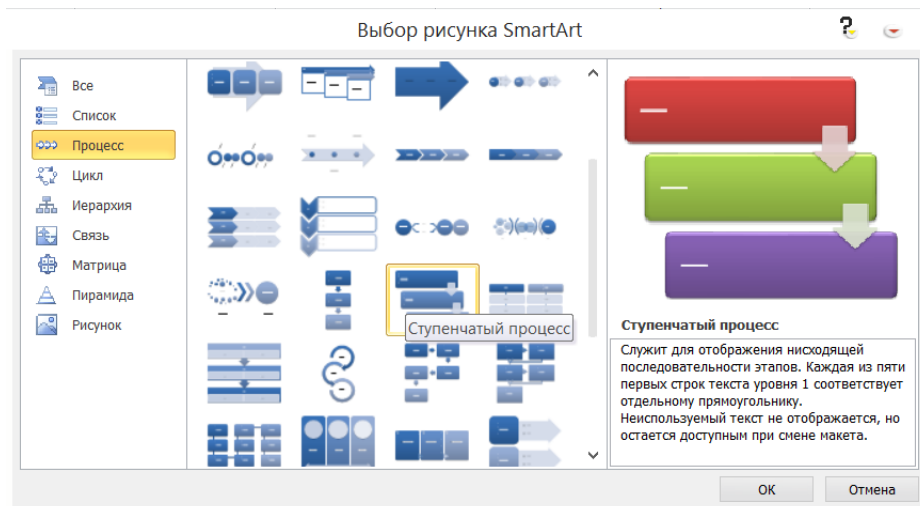 Выбор рисунка SmartArt
?
Все
Список
Процесс
Цикл
Иерархия
Связь
Матрица
Пирамида
Рисунок
Ступенчатый процесс
Ступенчатый процесс
Служит для отображения нисходящей
последовательности этапов. Каждая из пяти
первых строк текста уровня 1 соответствует
отдельному прямоугольнику.
Неиспользуемый текст не отображается, но
остается доступным при смене макета.
ОК
Отмена